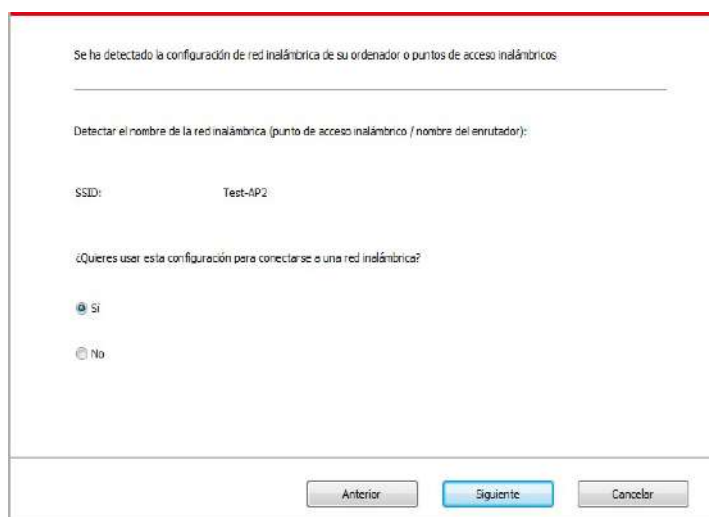 Se ha detectado la configuración de red inalámbrica de su ordenador o puntos de acceso inalámbricos
Detectar el nombre de la red inalámbrica (punto de acceso inalámbrico / nombre del enrutador):
SSID: Test-AP2
¿Quieres usar esta configuración para conectarse a una red inalámbrica?
Sí
No
Anterior Siguiente Cancelar